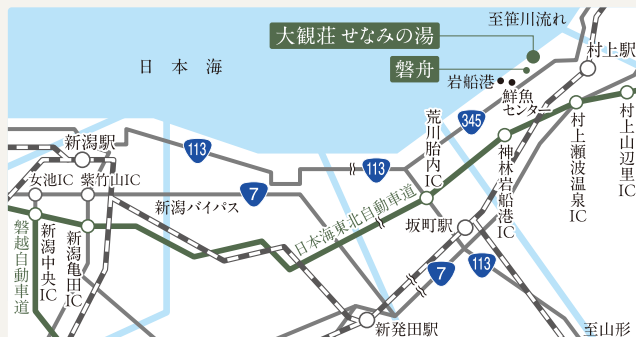 至笹川流れ
大観荘 せなみの湯
村上駅
磐舟
日本海
岩船港
鮮魚
センター
345
荒川胎内IC
神林岩船港IC
村上瀬波温泉IC
村上山辺里IC
新潟駅
113
113
女池IC
紫竹山IC
7
新潟バイパス
日本海東北自動車道
坂町駅
磐越自動車道
新潟中央IC
新潟亀田IC
7
113
新発田駅
至山形